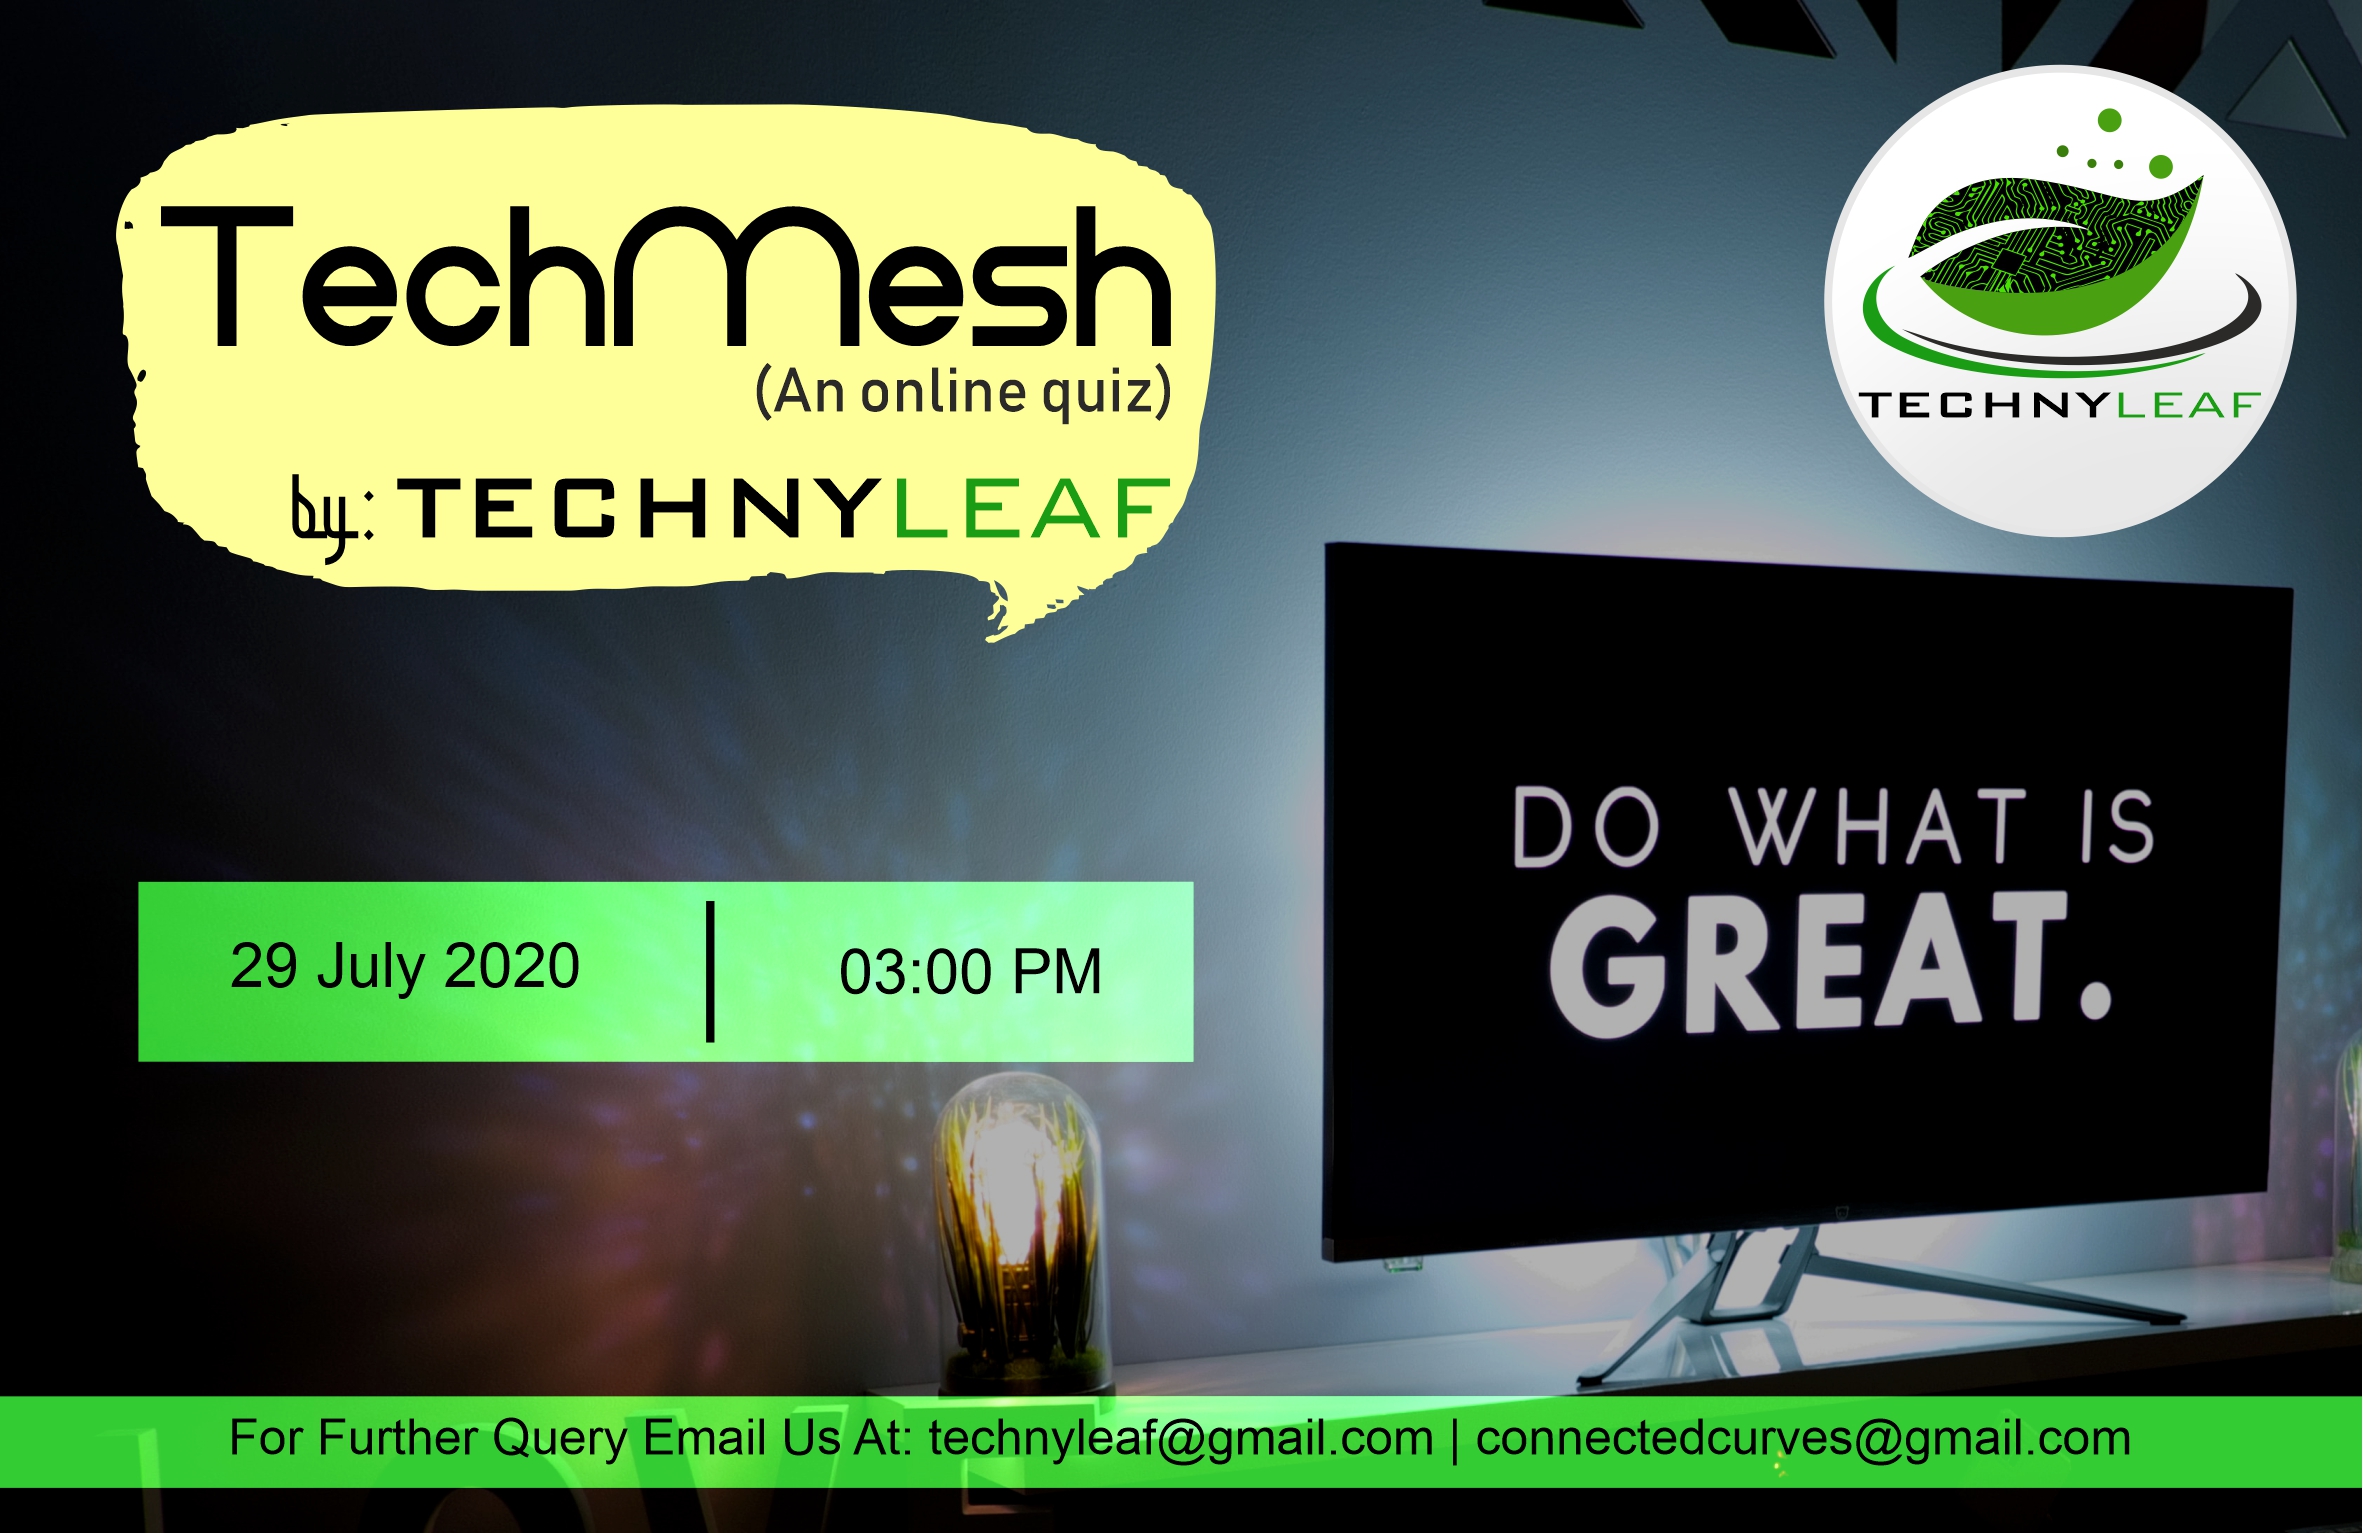 TechMesh
(An online quiz)
by: TECHNYLEAF
TECHNYLEAF
DO WHAT IS
GREAT.
29 July 2020 | 03:00 PM
For Further Query Email Us At: technyleaf@gmail.com | connectedcurves@gmail.com